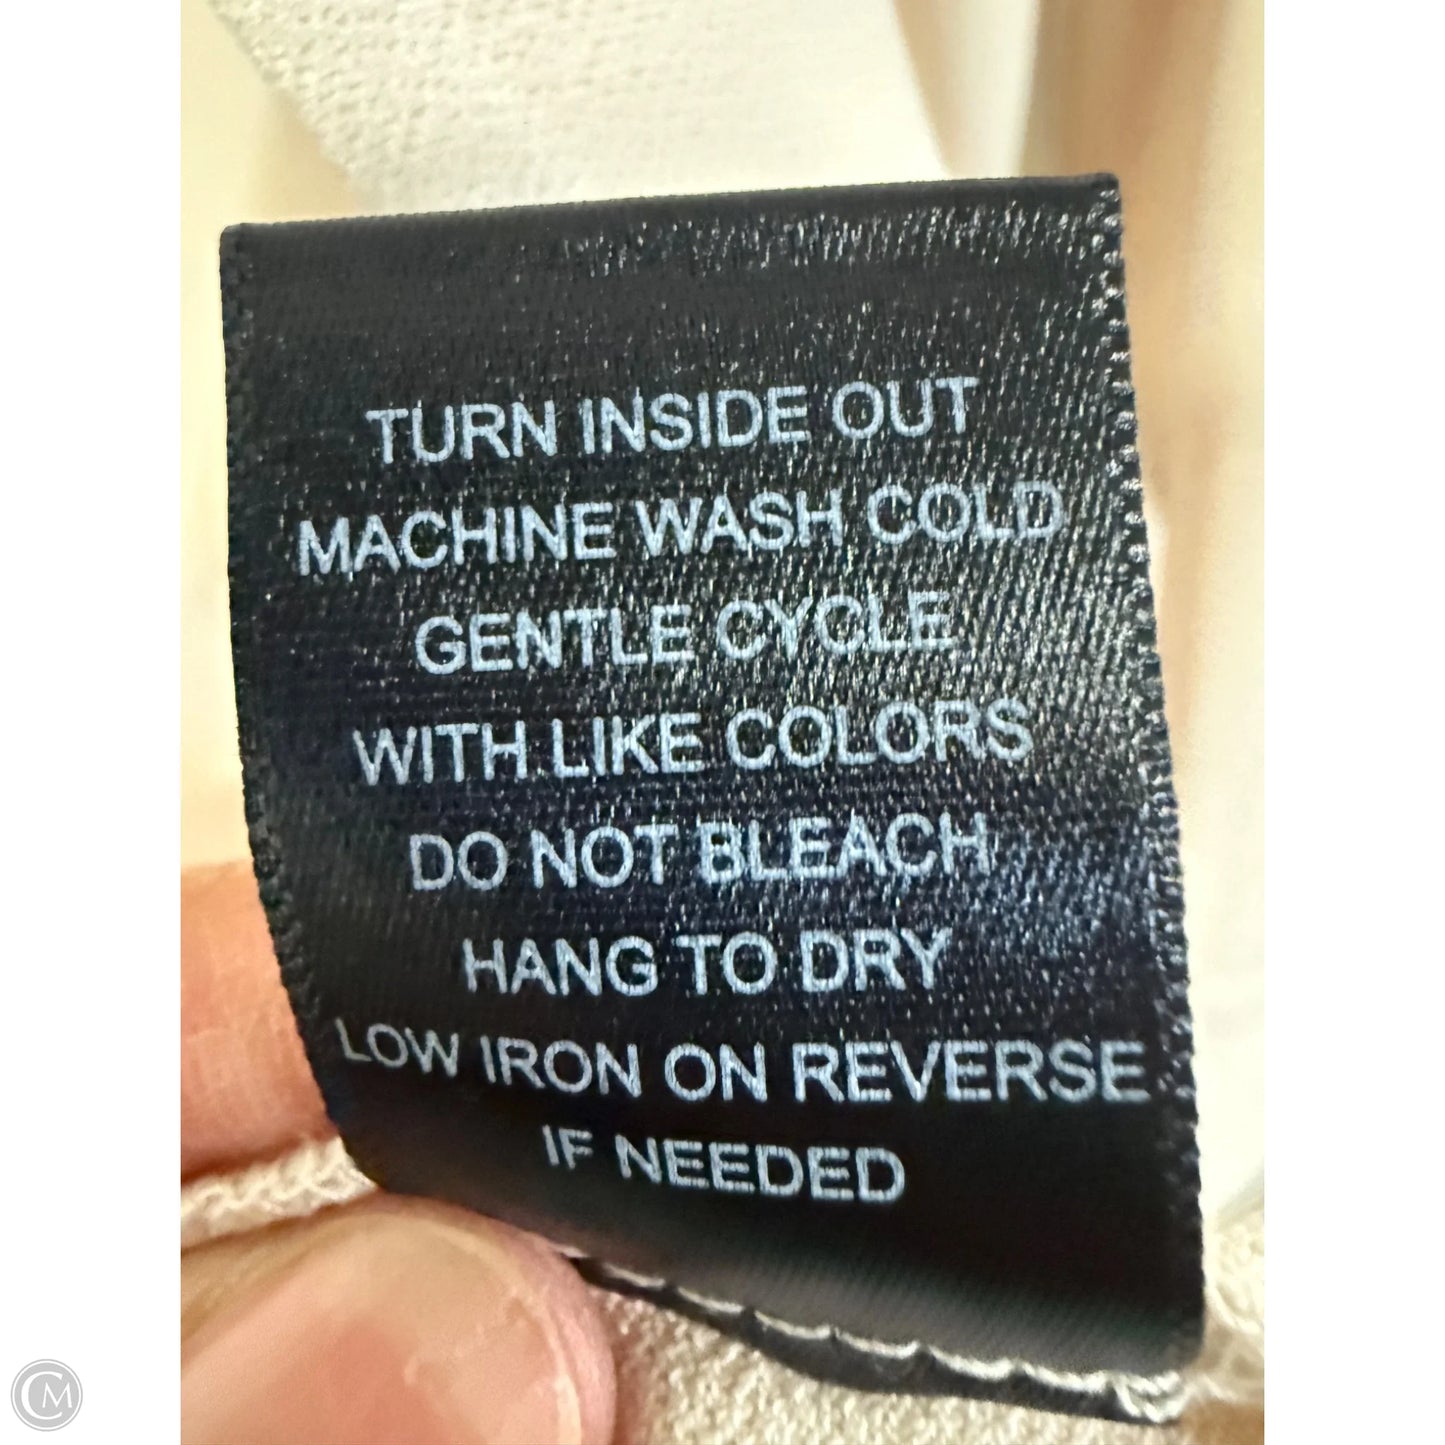 TURN INSIDE OUT
MACHINE WASH COLD
GENTLE CYCLE
WITH LIKE COLORS
DO NOT BLEACH
HANG TO DRY
LOW IRON ON REVERSE
IF NEEDED
CM